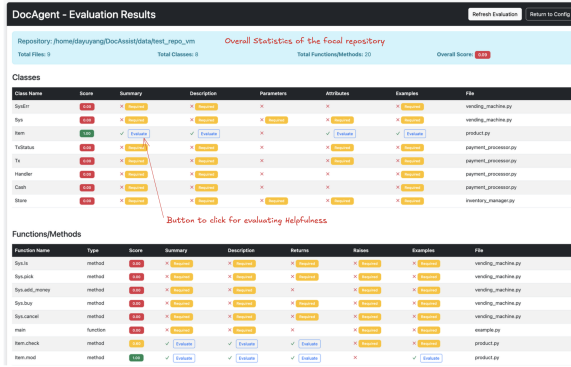 DocAgent - Evaluation Results
Refresh Evaluation
Return to Config
Repository: /home/dayuyang/DocAssist/data/test_repo_vm
Overall Statistics of the focal repository
Total Files: 9 Total Classes: 8 Total Functions/Methods: 20 Overall Score: 0.05
Classes
Class Name Score Summary Description Parameters Attributes Examples File
SysErr 0.00 × Required × Required × × × Required vending_machine.py
Sys 0.00 × Required × Required × Required × Required × Required vending_machine.py
Item 1.00 ✓ Evaluate ✓ Evaluate × ✓ Evaluate ✓ Evaluate product.py
TxStatus 0.00 × Required × Required × × Required × Required payment_processor.py
Tx 0.00 × Required × Required × × Required × Required payment_processor.py
Handler 0.00 × Required × Required × × × Required payment_processor.py
Cash 0.00 × Required × Required × × × Required payment_processor.py
Store 0.00 × Required × Required × Required × Required × Required inventory_manager.py
Button to click for evaluating Helpfulness
Functions/Methods
Function Name Type Score Summary Description Returns Raises Examples File
Sys.ls method 0.00 × Required × Required × Required × Required × Required vending_machine.py
Sys.pick method 0.00 × Required × Required × Required × Required × Required vending_machine.py
Sys.add_money method 0.00 × Required × Required × × Required × Required vending_machine.py
Sys.buy method 0.00 × Required × Required × Required × Required × Required vending_machine.py
Sys.cancel method 0.00 × Required × Required × Required × Required × Required vending_machine.py
main function 0.00 × Required × Required × × Required × Required example.py
Item.check method ✓ Evaluate ✓ Evaluate ✓ Evaluate × Required × Required product.py
Item.mod method 1.00 ✓ Evaluate ✓ Evaluate ✓ Evaluate × ✓ Evaluate product.py